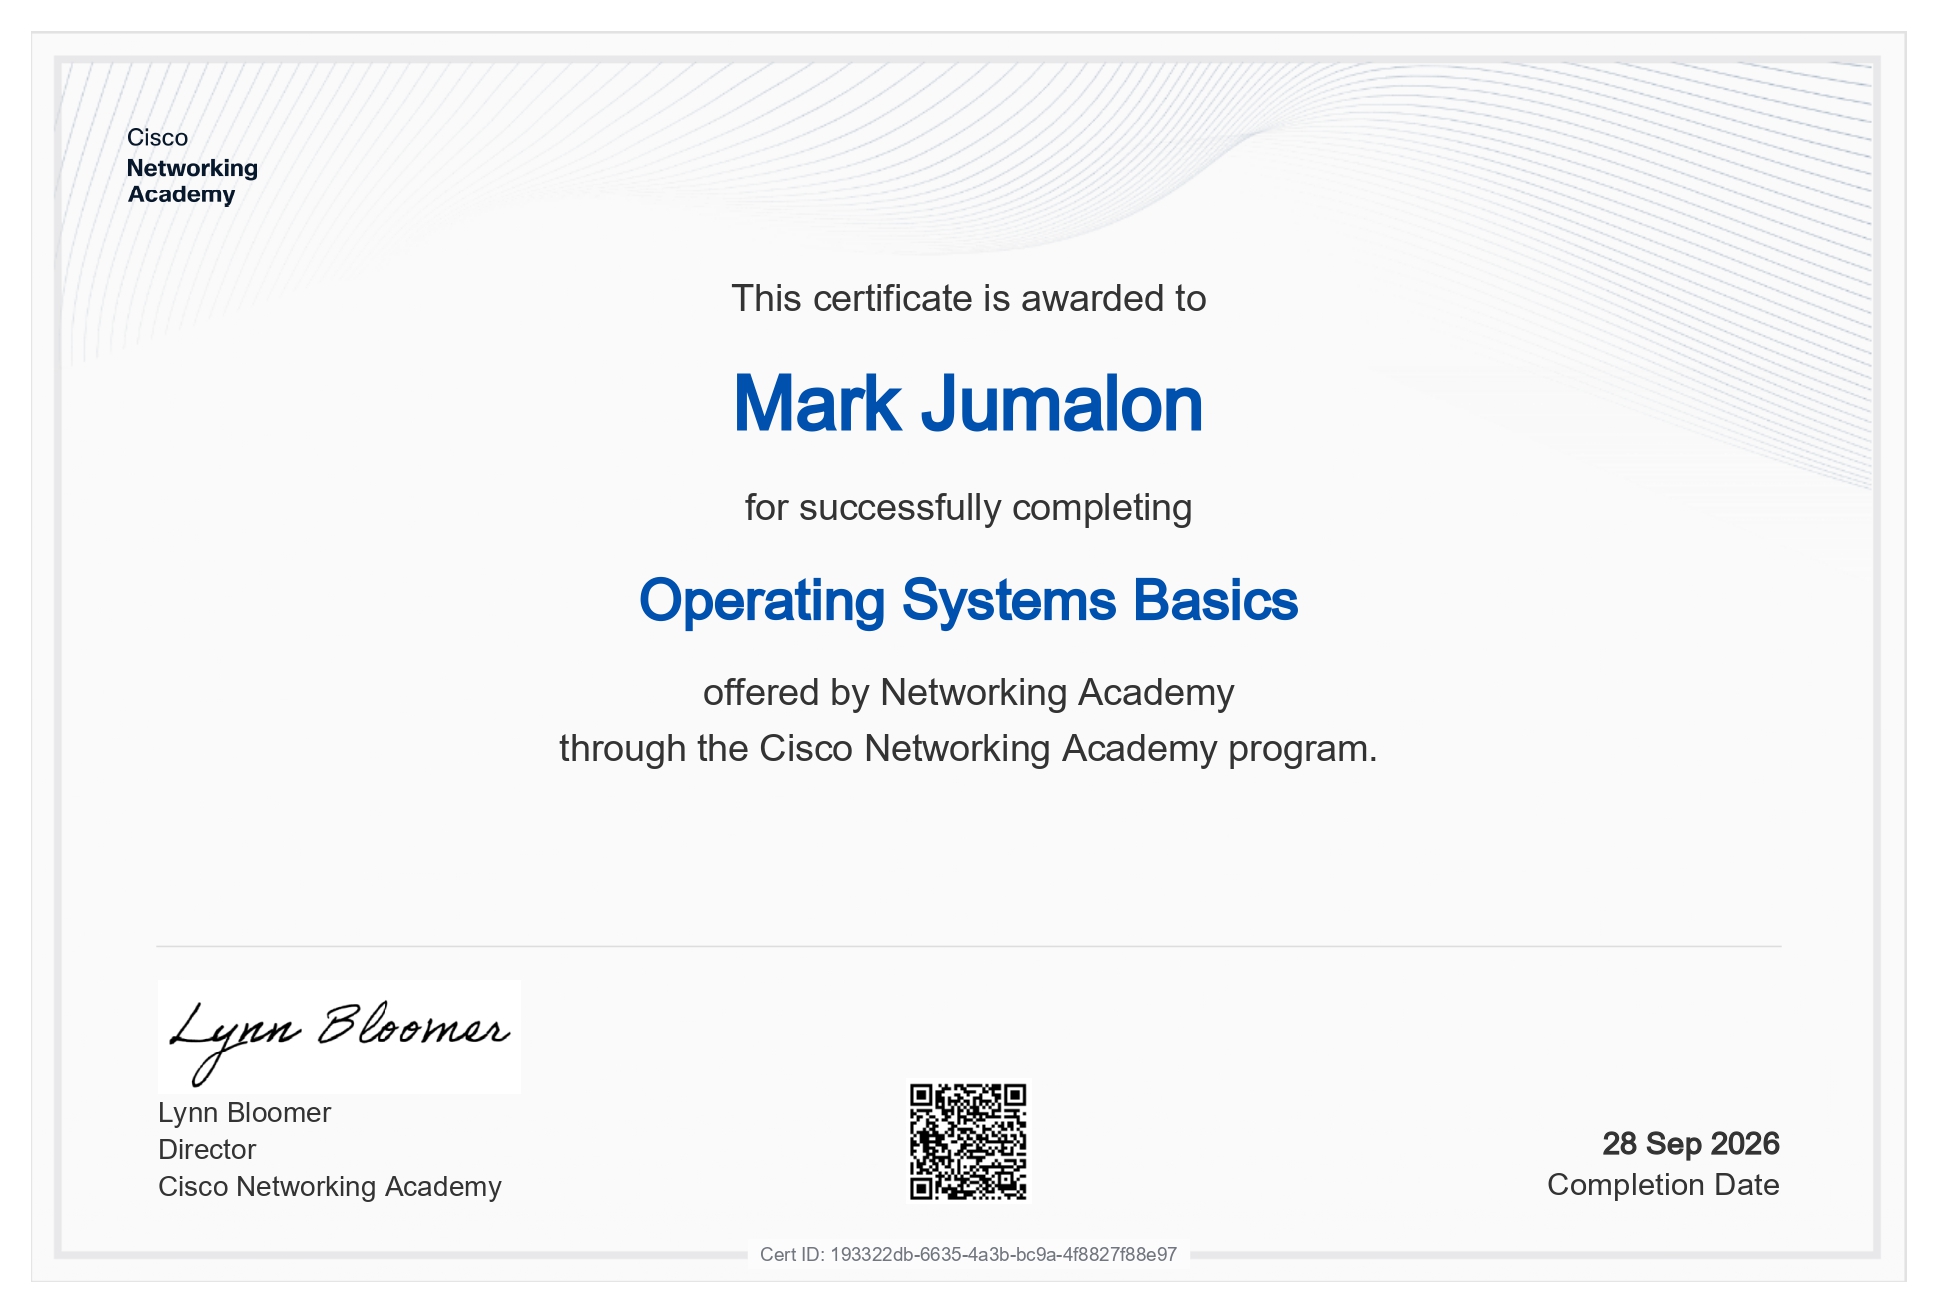 Cisco
Networking
Academy
This certificate is awarded to
Mark Jumalon
for successfully completing
Operating Systems Basics
offered by Networking Academy
through the Cisco Networking Academy program.
Lynn Bloomer
Lynn Bloomer
Director
Cisco Networking Academy
28 Sep 2026
Completion Date
Cert ID: 193322db-6635-4a3b-bc9a-4f8827f88e97